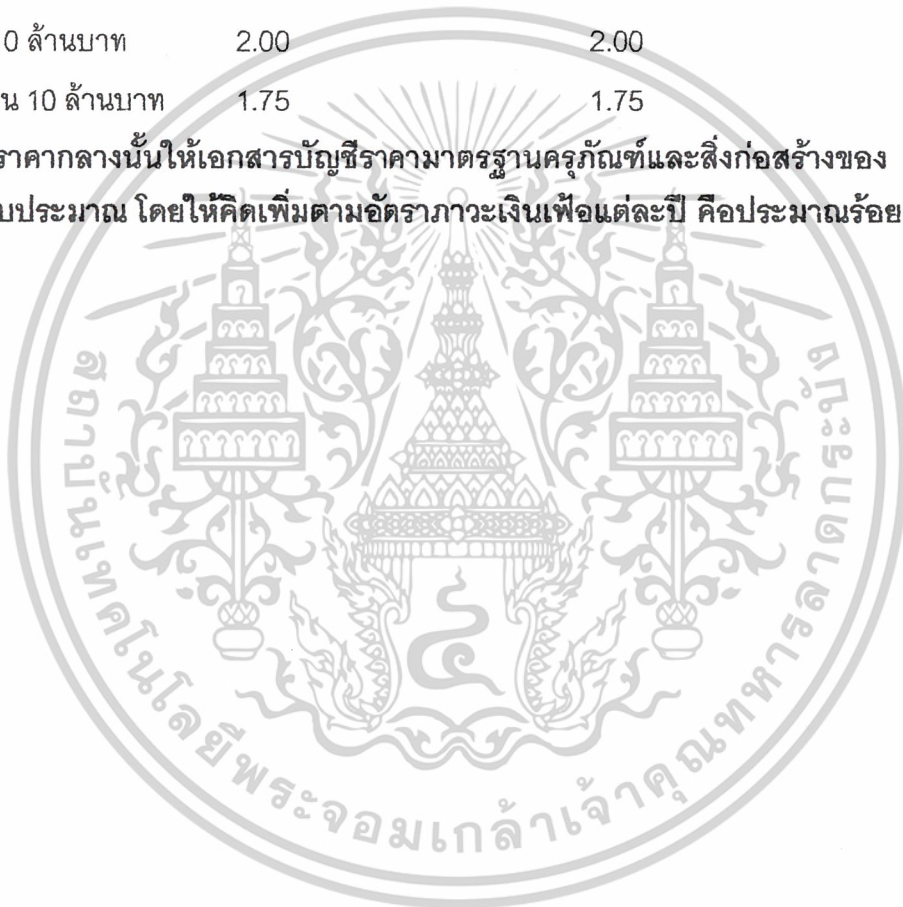 0 ล้านบาท 2.00 2.00
น 10 ล้านบาท 1.75 1.75
ราคากลางนั้นให้เอกสารบัญชีราคามาตรฐานครุภัณฑ์และสิ่งก่อสร้างของ
บประมาณ โดยให้คิดเพิ่มตามอัตราภาวะเงินเฟ้อแต่ละปี คือประมาณร้อย
สถาบันเทคโนโลยีพระจอมเกล้าเจ้าคุณทหารลาดกระบัง
๔